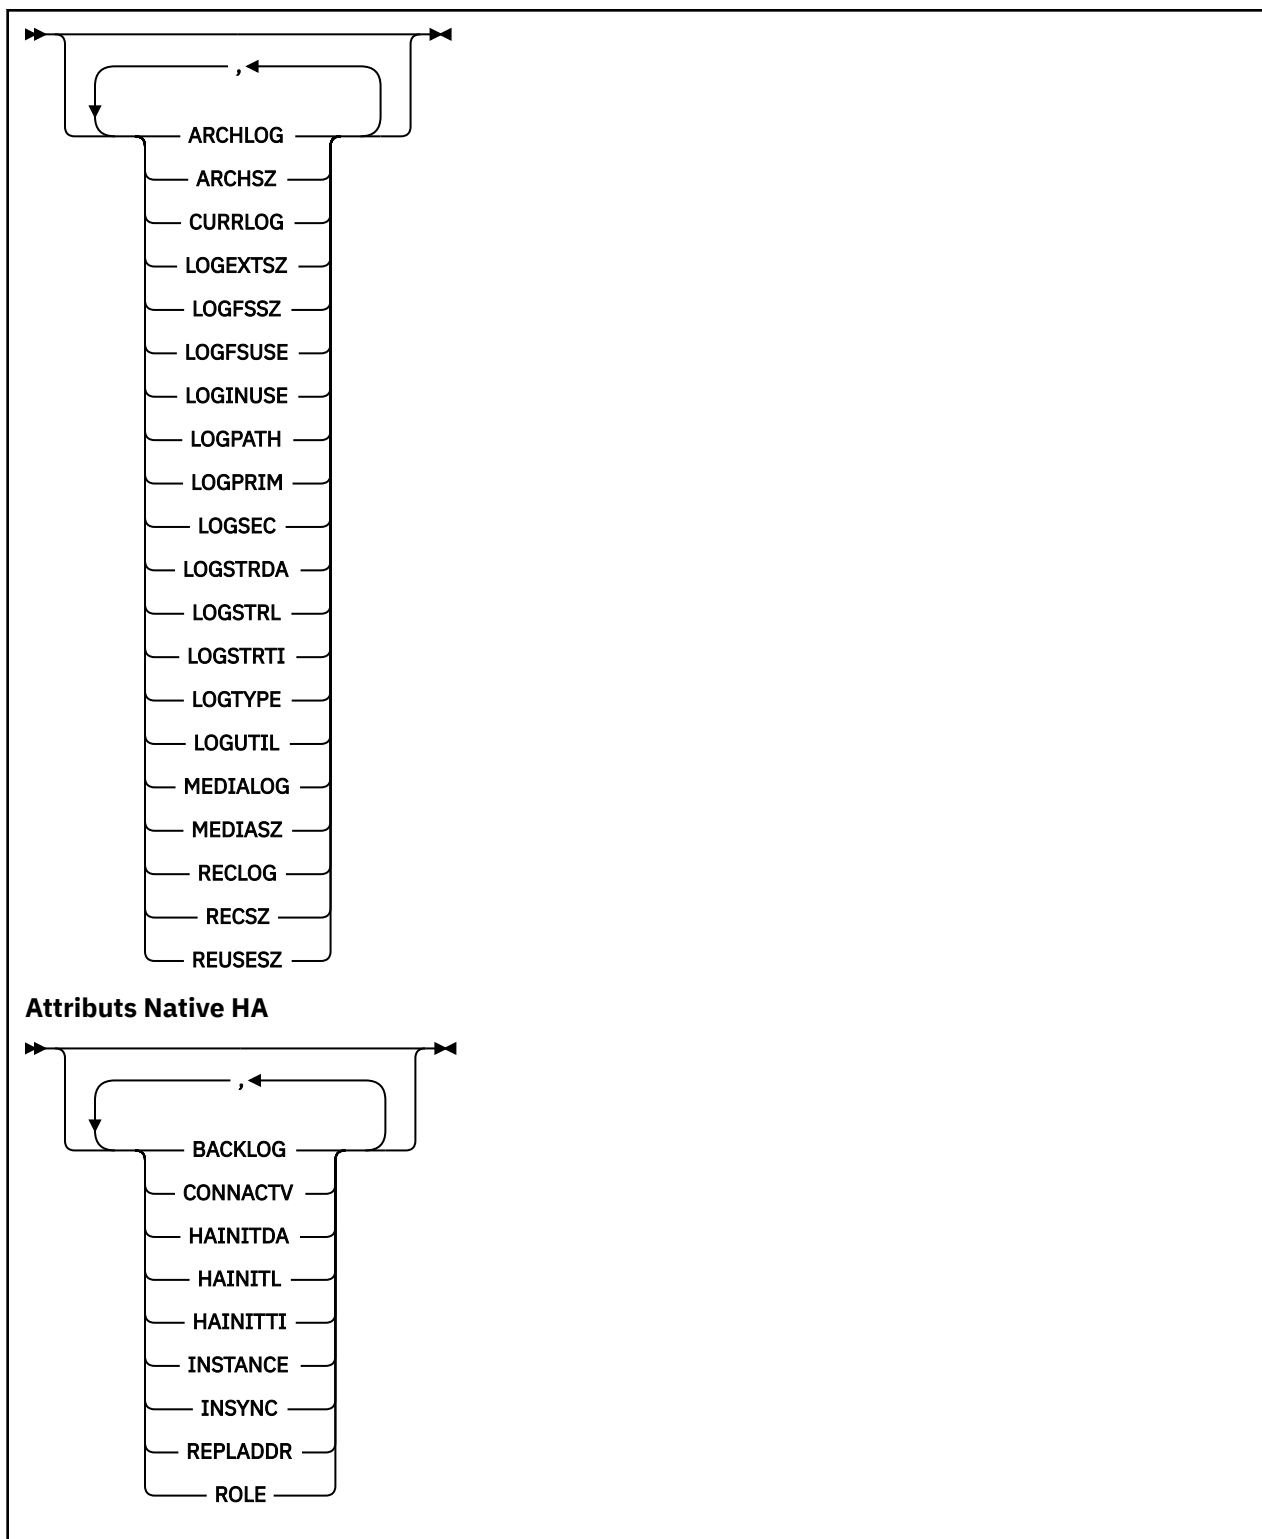 ,
ARCHLOG
ARCHSZ
CURRLOG
LOGEXTSZ
LOGFSSZ
LOGFSUSE
LOGINUSE
LOGPATH
LOGPRIM
LOGSEC
LOGSTRDA
LOGSTRL
LOGSTRTI
LOGTYPE
LOGUTIL
MEDIALOG
MEDIASZ
RECLOG
RECSZ
REUSESZ
Attributs Native HA
,
BACKLOG
CONNACTV
HAINITDA
HAINITL
HAINITTI
INSTANCE
INSYNC
REPLADDR
ROLE